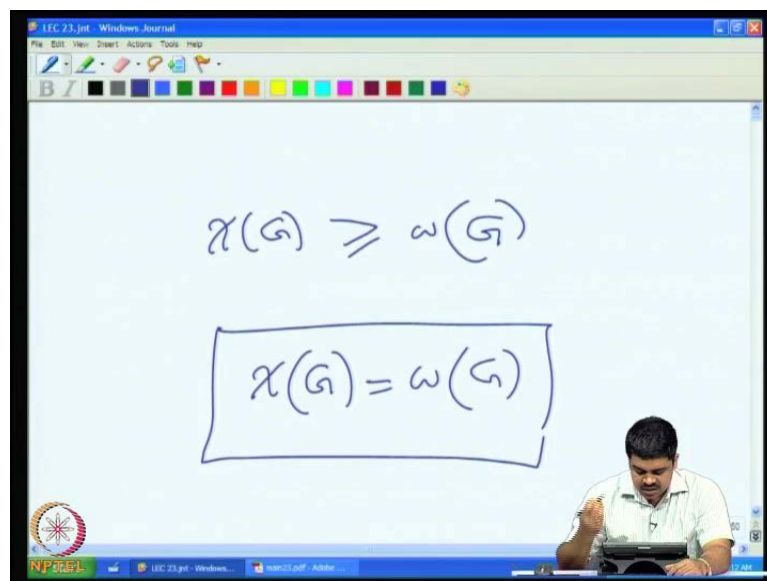 LEC 23.jnt - Windows Journal
File Edit View Insert Actions Tools Help
B I
χ(G) ≥ ω(G)
χ(G) = ω(G)
NPTEL
LEC 23.jnt - Windows...
main23.pdf - Adobe ...